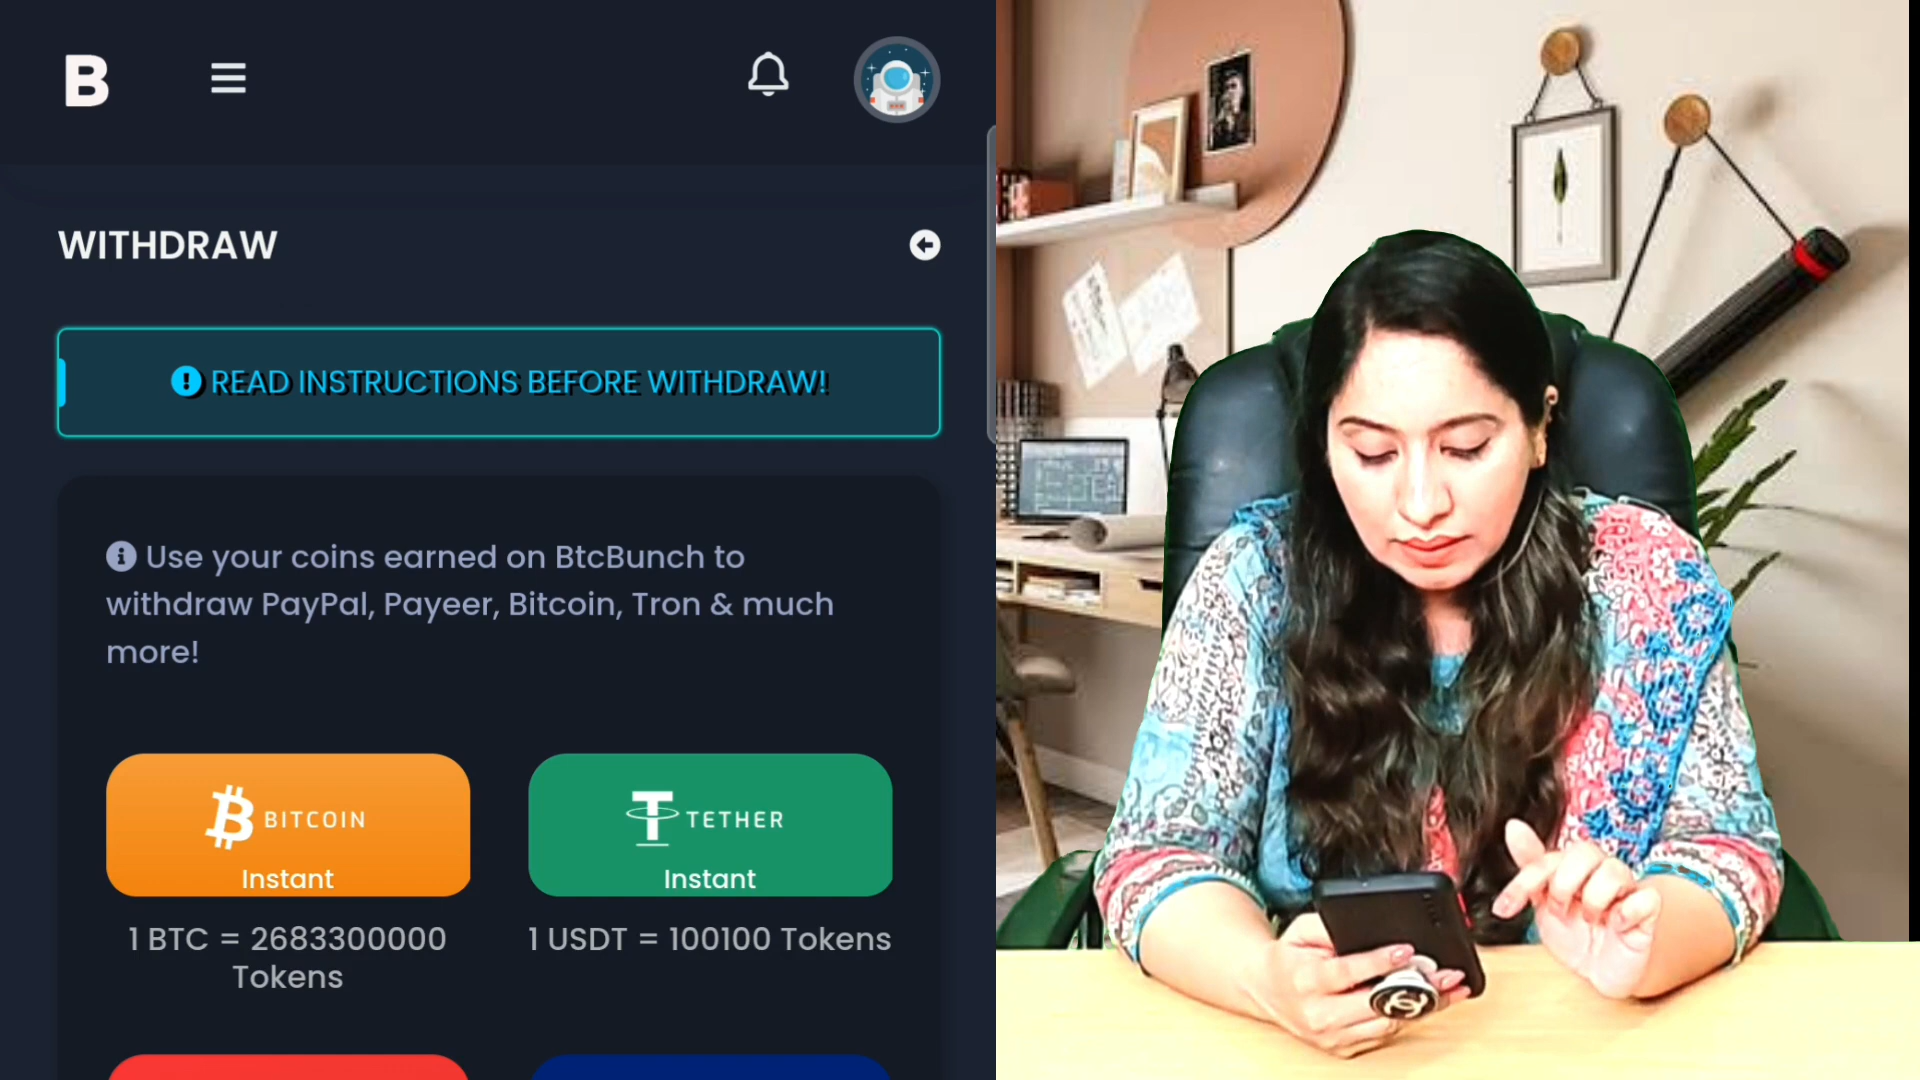 B
WITHDRAW
READ INSTRUCTIONS BEFORE WITHDRAW!
Use your coins earned on BtcBunch to
withdraw PayPal, Payeer, Bitcoin, Tron & much
more!
BITCOIN
Instant
1 BTC = 2683300000
Tokens
TETHER
Instant
1 USDT = 100100 Tokens